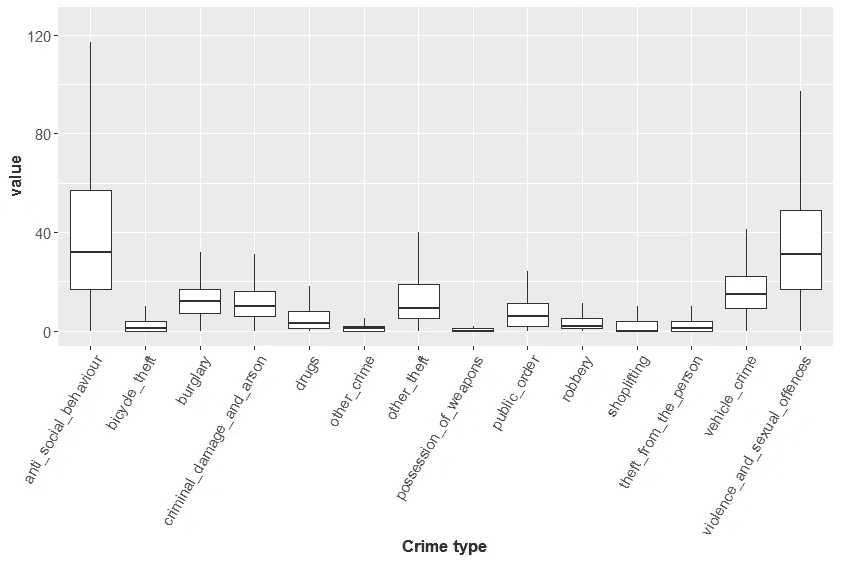 120
80
40
0
value
anti_social_behaviour
bicycle_theft
burglary
criminal_damage_and_arson
drugs
other_crime
other_theft
possession_of_weapons
public_order
robbery
shoplifting
theft_from_the_person
vehicle_crime
violence_and_sexual_offences
Crime type